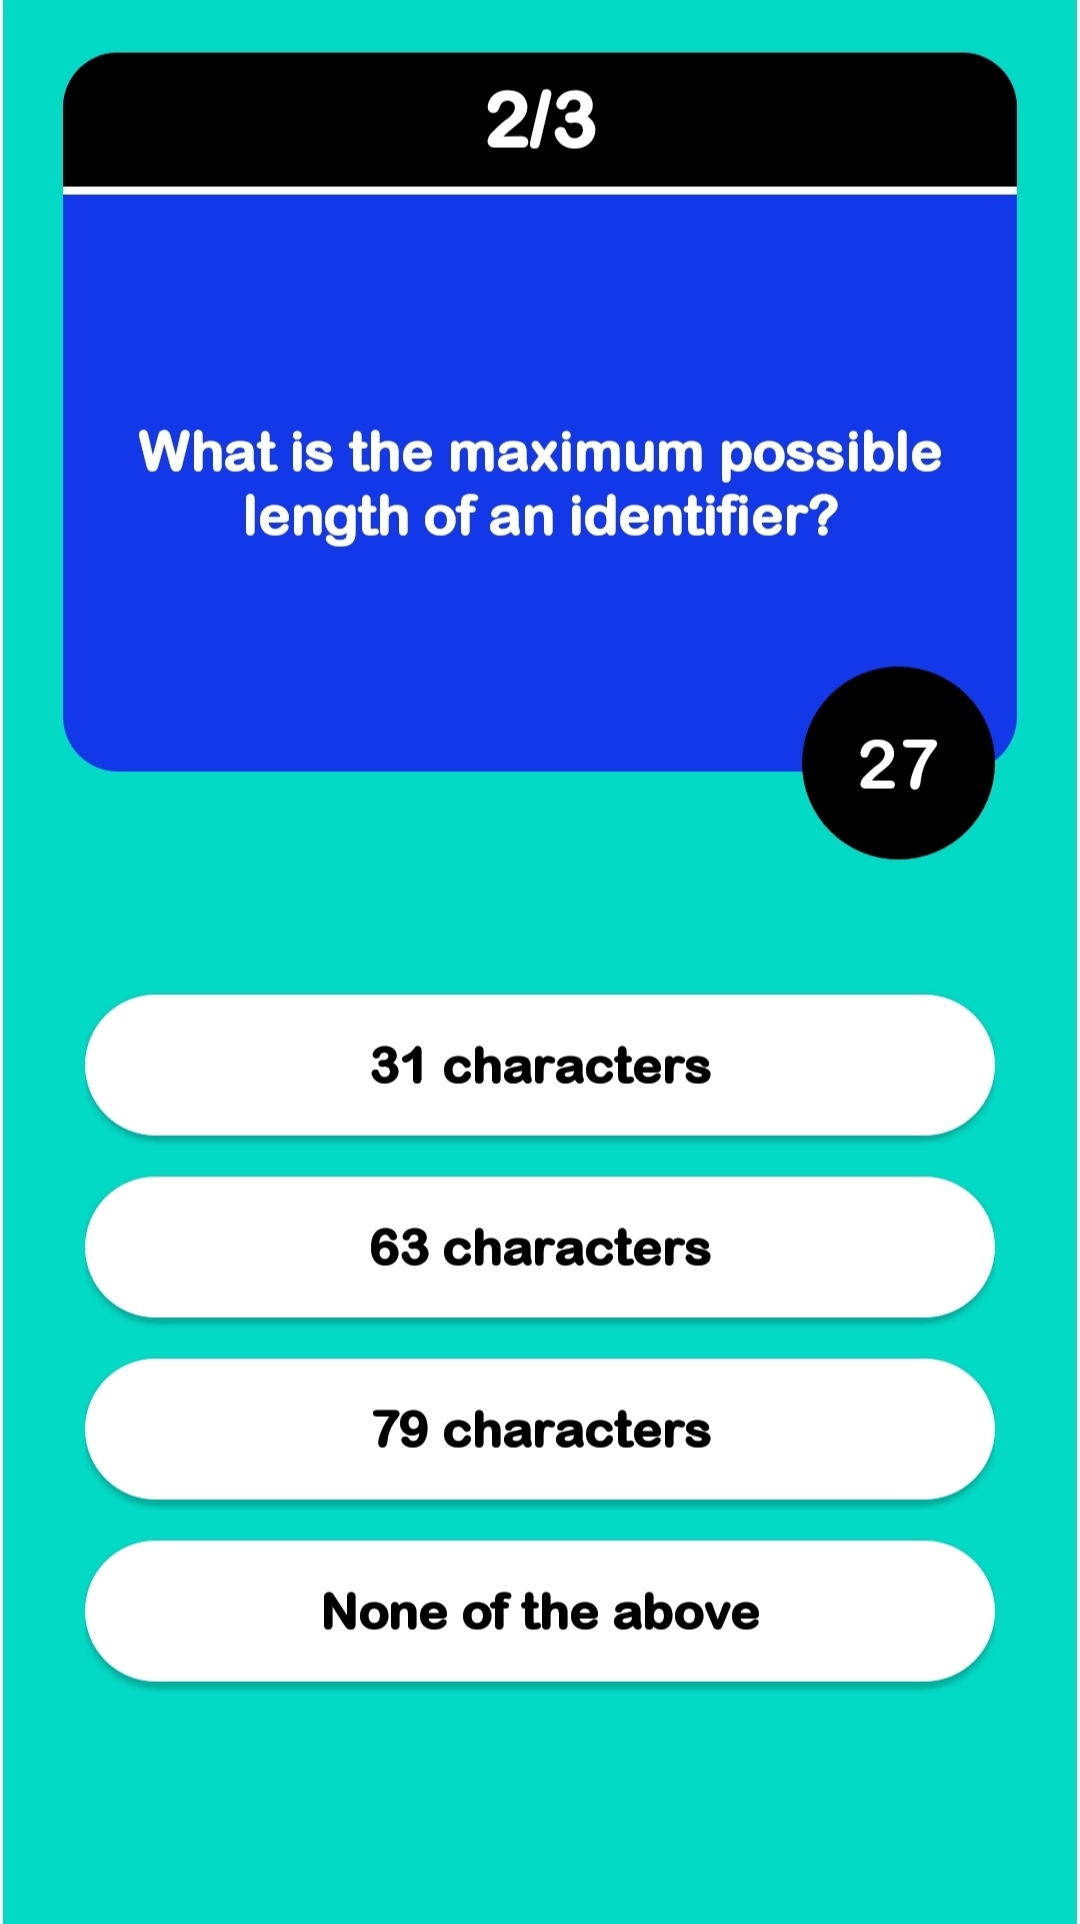 2/3
What is the maximum possible
length of an identifier?
27
31 characters
63 characters
79 characters
None of the above